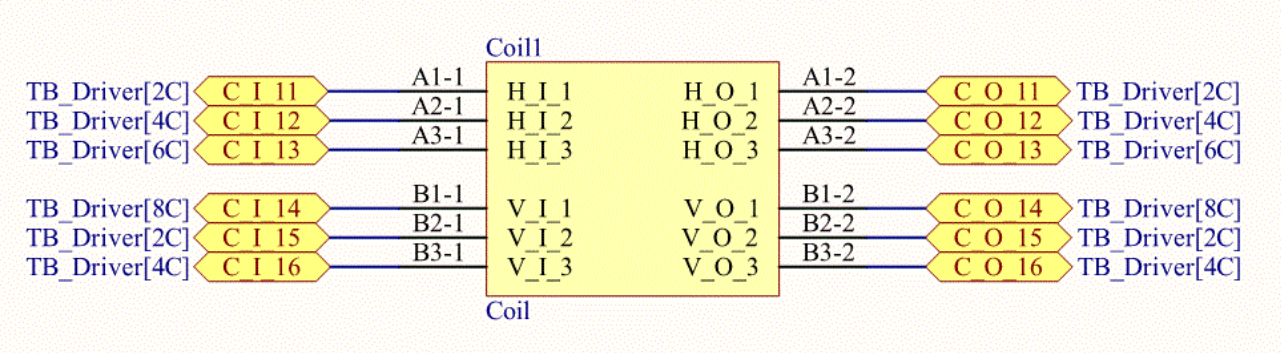 Coil1
TB_Driver[2C] C_I_11 A1-1 H_I_1 H_O_1 A1-2 C_O_11 TB_Driver[2C]
TB_Driver[4C] C_I_12 A2-1 H_I_2 H_O_2 A2-2 C_O_12 TB_Driver[4C]
TB_Driver[6C] C_I_13 A3-1 H_I_3 H_O_3 A3-2 C_O_13 TB_Driver[6C]
TB_Driver[8C] C_I_14 B1-1 V_I_1 V_O_1 B1-2 C_O_14 TB_Driver[8C]
TB_Driver[2C] C_I_15 B2-1 V_I_2 V_O_2 B2-2 C_O_15 TB_Driver[2C]
TB_Driver[4C] C_I_16 B3-1 V_I_3 V_O_3 B3-2 C_O_16 TB_Driver[4C]
Coil